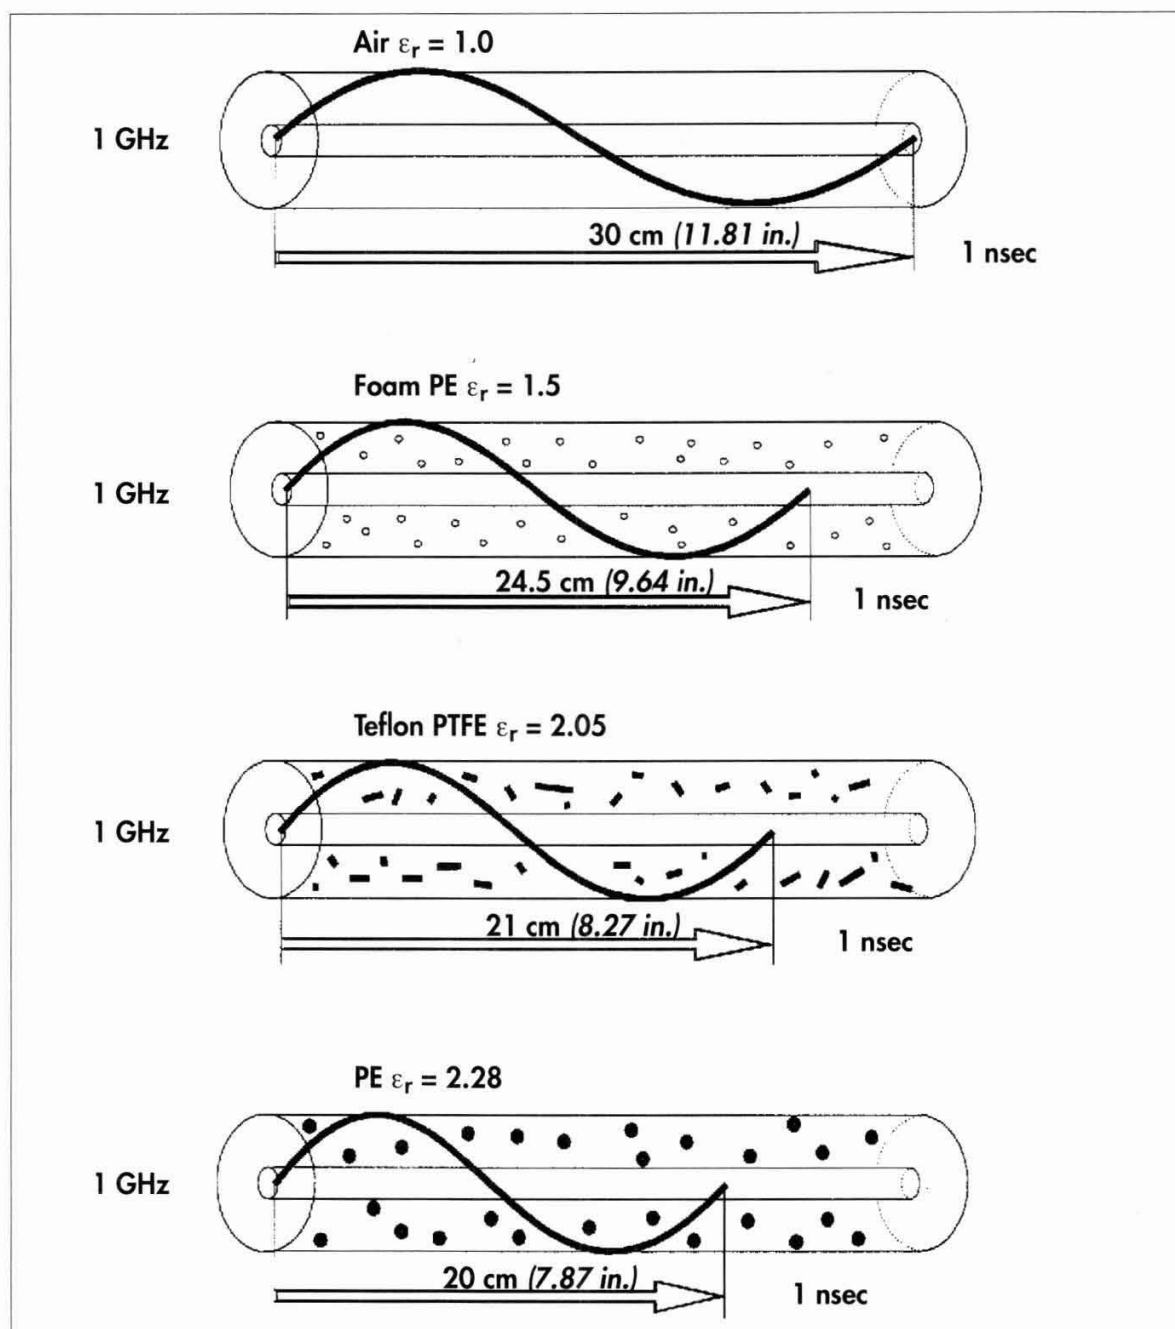 Air εr = 1.0
1 GHz
30 cm (11.81 in.)
1 nsec
Foam PE εr = 1.5
1 GHz
24.5 cm (9.64 in.)
1 nsec
Teflon PTFE εr = 2.05
1 GHz
21 cm (8.27 in.)
1 nsec
PE εr = 2.28
1 GHz
20 cm (7.87 in.)
1 nsec